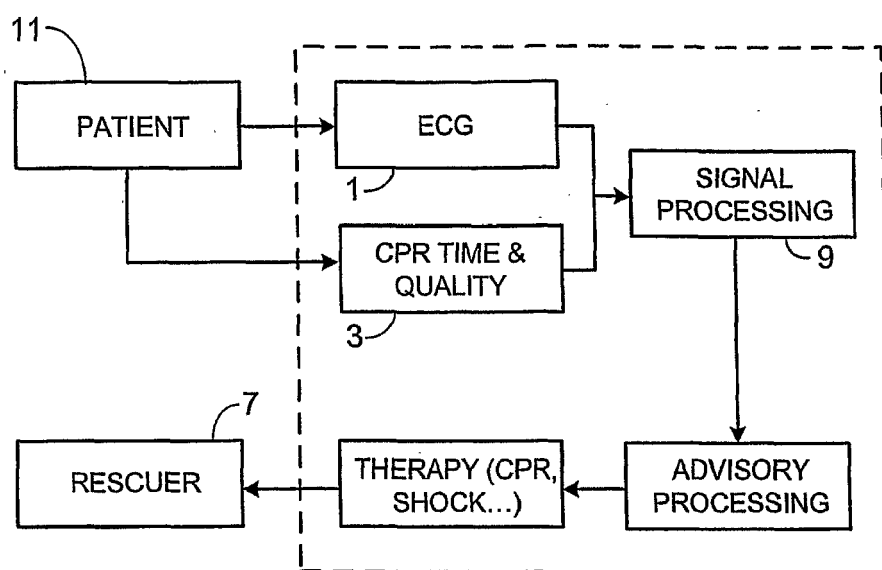 11
PATIENT
ECG
1
SIGNAL
PROCESSING
9
CPR TIME &
QUALITY
3
7
RESCUER
THERAPY (CPR,
SHOCK...)
ADVISORY
PROCESSING